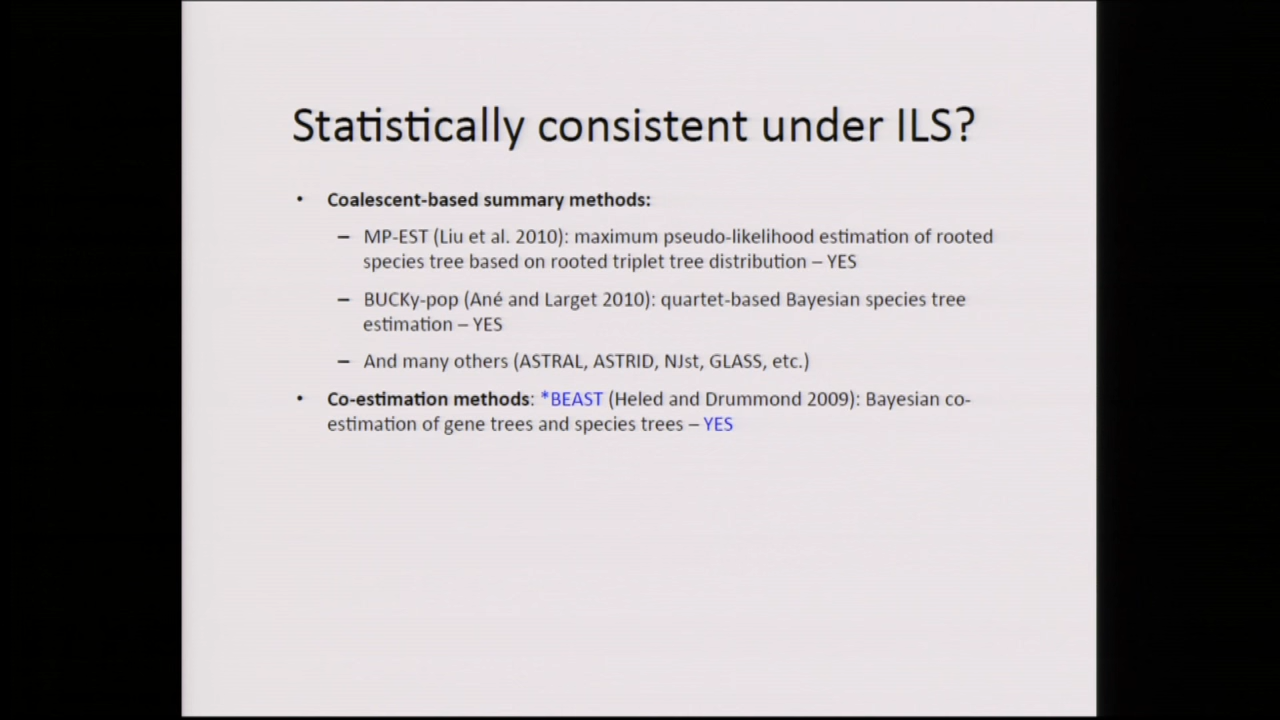 Statistically consistent under ILS?
• Coalescent-based summary methods:
– MP-EST (Liu et al. 2010): maximum pseudo-likelihood estimation of rooted
species tree based on rooted triplet tree distribution – YES
– BUCKy-pop (Ané and Larget 2010): quartet-based Bayesian species tree
estimation – YES
– And many others (ASTRAL, ASTRID, NJst, GLASS, etc.)
• Co-estimation methods: *BEAST (Heled and Drummond 2009): Bayesian co-
estimation of gene trees and species trees – YES